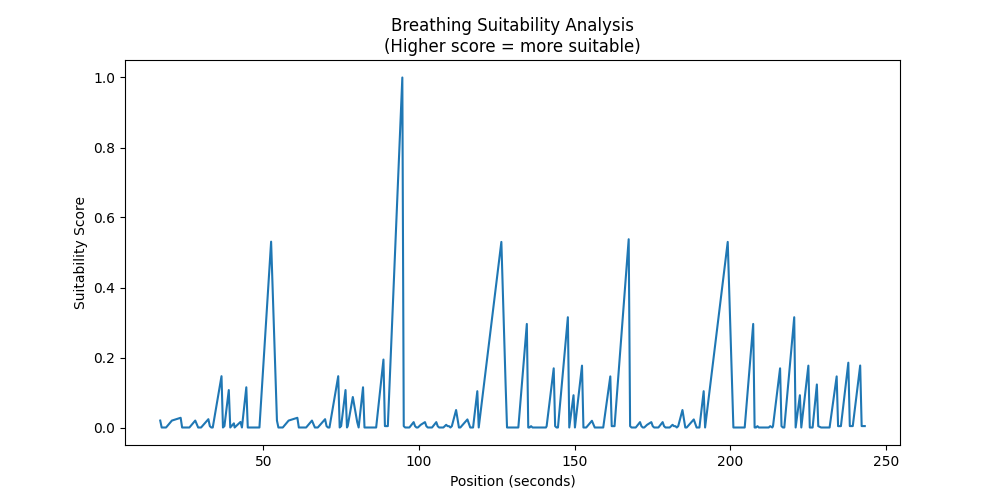 Breathing Suitability Analysis
(Higher score = more suitable)
Suitability Score
1.0
0.8
0.6
0.4
0.2
0.0
50
100
150
200
250
Position (seconds)